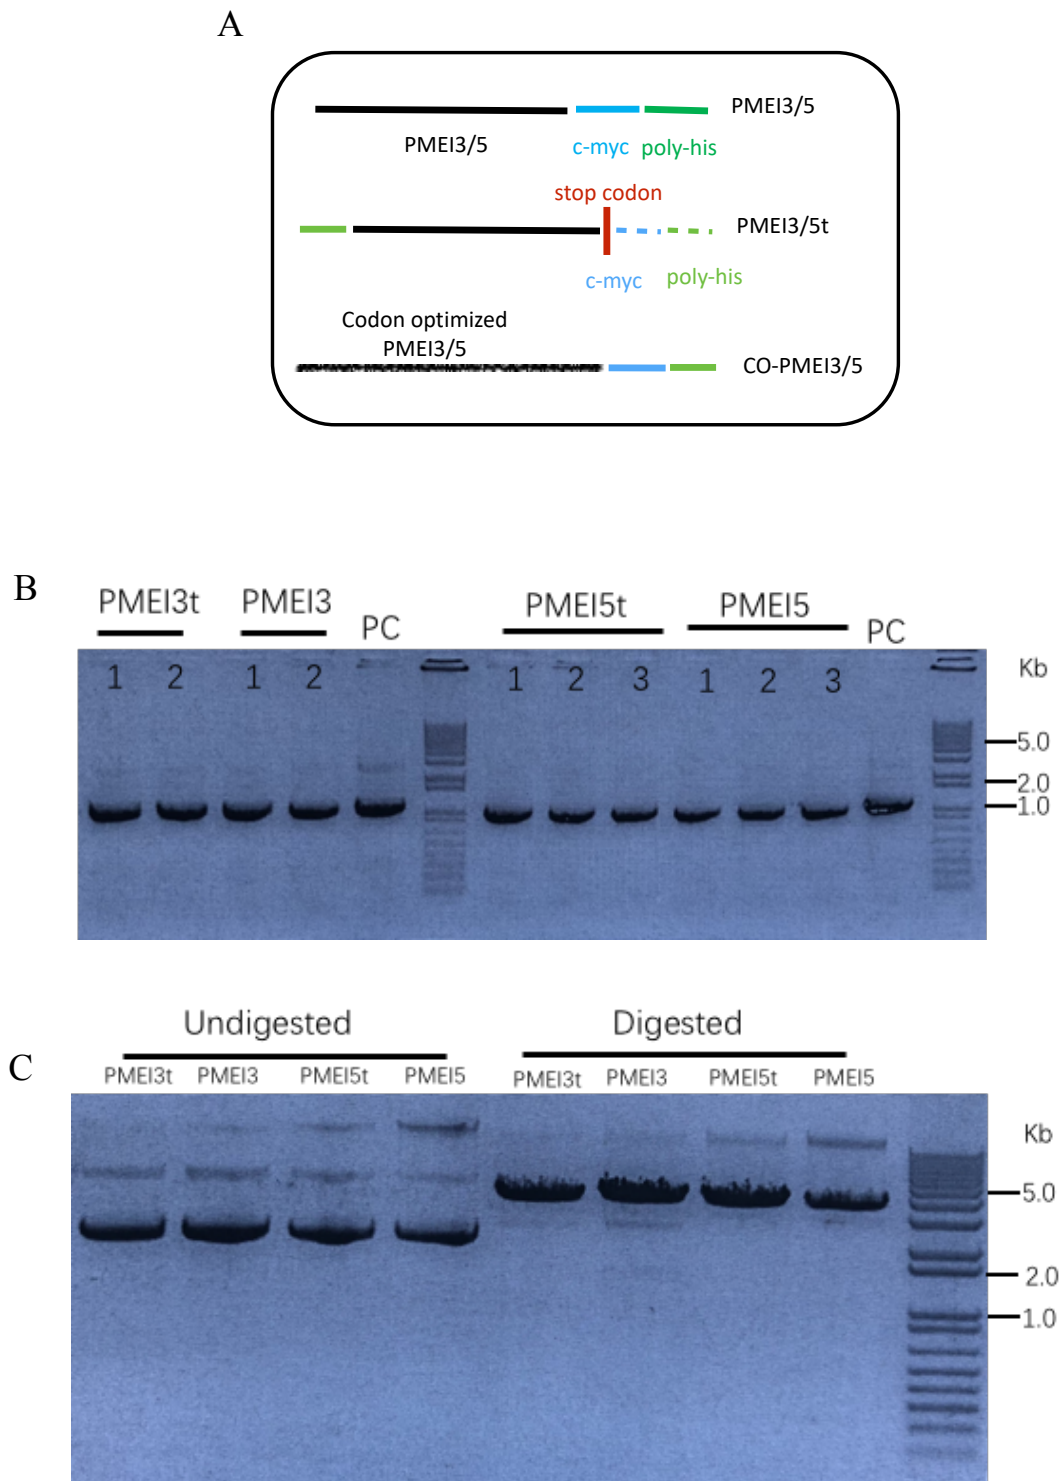 A
PMEI3/5
PMEI3/5
c-myc
poly-his
stop codon
PMEI3/5t
c-myc
poly-his
Codon optimized
PMEI3/5
CO-PMEI3/5
B
PMEI3t PMEI3 PC PMEI5t PMEI5 PC
1 2 1 2 1 2 3 1 2 3
Kb
5.0
2.0
1.0
C
Undigested Digested
PMEI3t PMEI3 PMEI5t PMEI5 PMEI3t PMEI3 PMEI5t PMEI5
Kb
5.0
2.0
1.0